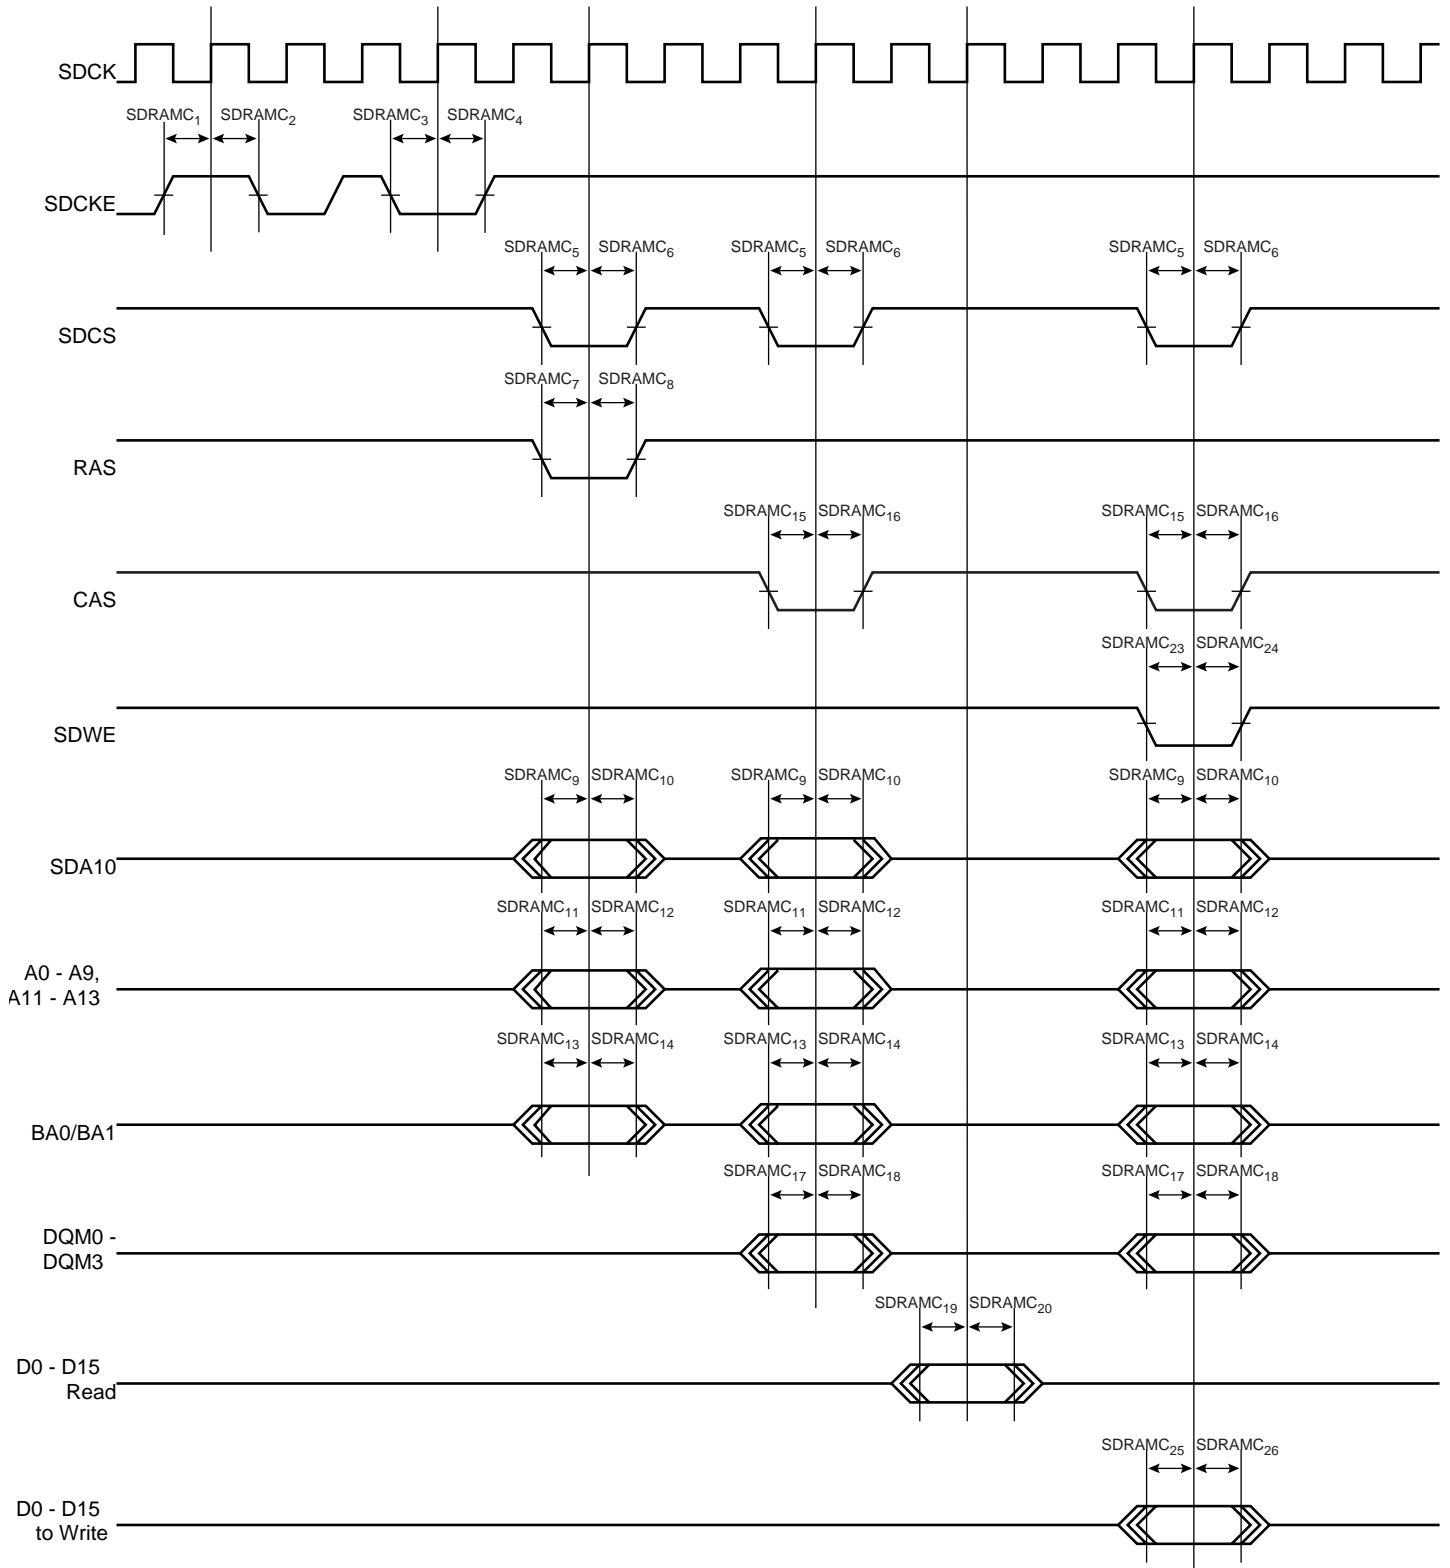 SDCK
SDRAMC1 SDRAMC2 SDRAMC3 SDRAMC4
SDCKE
SDRAMC5 SDRAMC6 SDRAMC5 SDRAMC6 SDRAMC5 SDRAMC6
SDCS
SDRAMC7 SDRAMC8
RAS
SDRAMC15 SDRAMC16 SDRAMC15 SDRAMC16
CAS
SDRAMC23 SDRAMC24
SDWE
SDRAMC9 SDRAMC10 SDRAMC9 SDRAMC10 SDRAMC9 SDRAMC10
SDA10
SDRAMC11 SDRAMC12 SDRAMC11 SDRAMC12 SDRAMC11 SDRAMC12
A0 - A9,
A11 - A13
SDRAMC13 SDRAMC14 SDRAMC13 SDRAMC14 SDRAMC13 SDRAMC14
BA0/BA1
SDRAMC17 SDRAMC18 SDRAMC17 SDRAMC18
DQM0 -
DQM3
SDRAMC19 SDRAMC20
D0 - D15
Read
SDRAMC25 SDRAMC26
D0 - D15
to Write